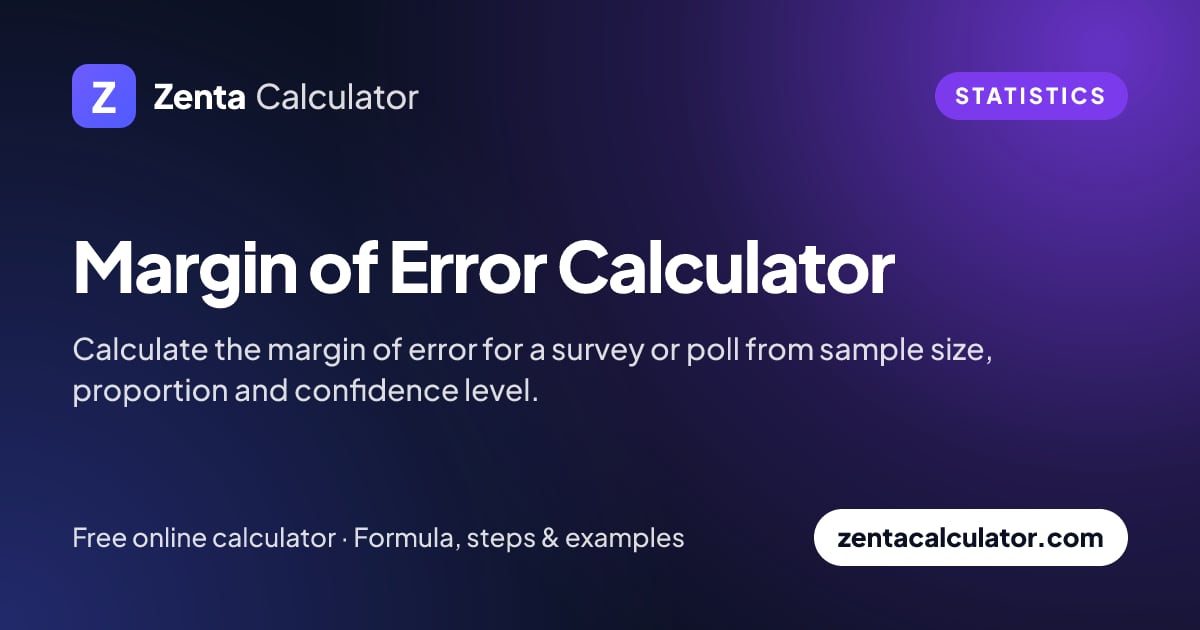 Z Zenta Calculator
STATISTICS
Margin of Error Calculator
Calculate the margin of error for a survey or poll from sample size,
proportion and confidence level.
Free online calculator · Formula, steps & examples
zentacalculator.com